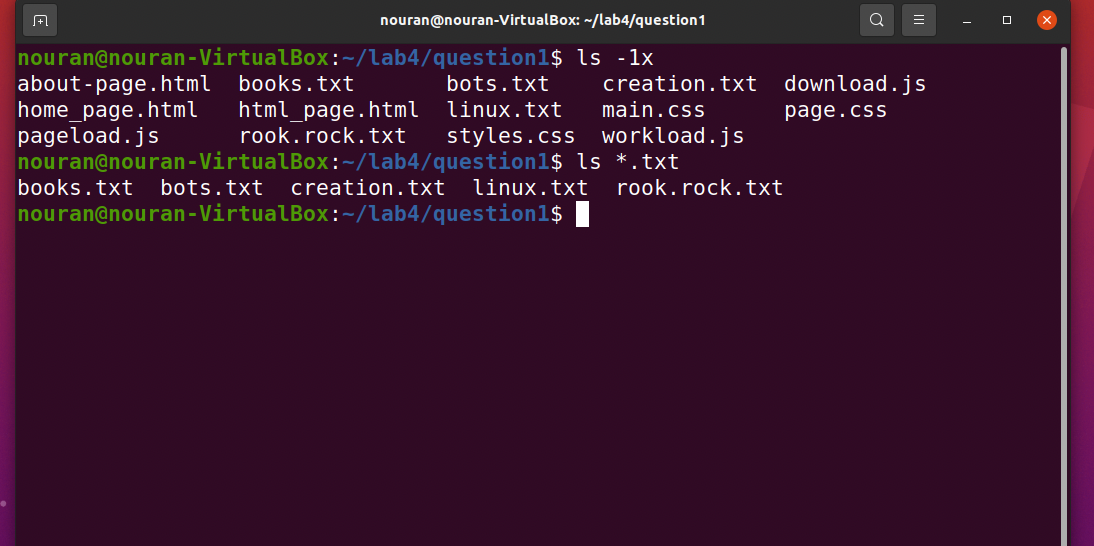 nouran@nouran-VirtualBox: ~/lab4/question1
nouran@nouran-VirtualBox:~/lab4/question1$ ls -1x
about-page.html  books.txt       bots.txt    creation.txt  download.js
home_page.html   html_page.html  linux.txt   main.css      page.css
pageload.js      rook.rock.txt   styles.css  workload.js
nouran@nouran-VirtualBox:~/lab4/question1$ ls *.txt
books.txt  bots.txt  creation.txt  linux.txt  rook.rock.txt
nouran@nouran-VirtualBox:~/lab4/question1$